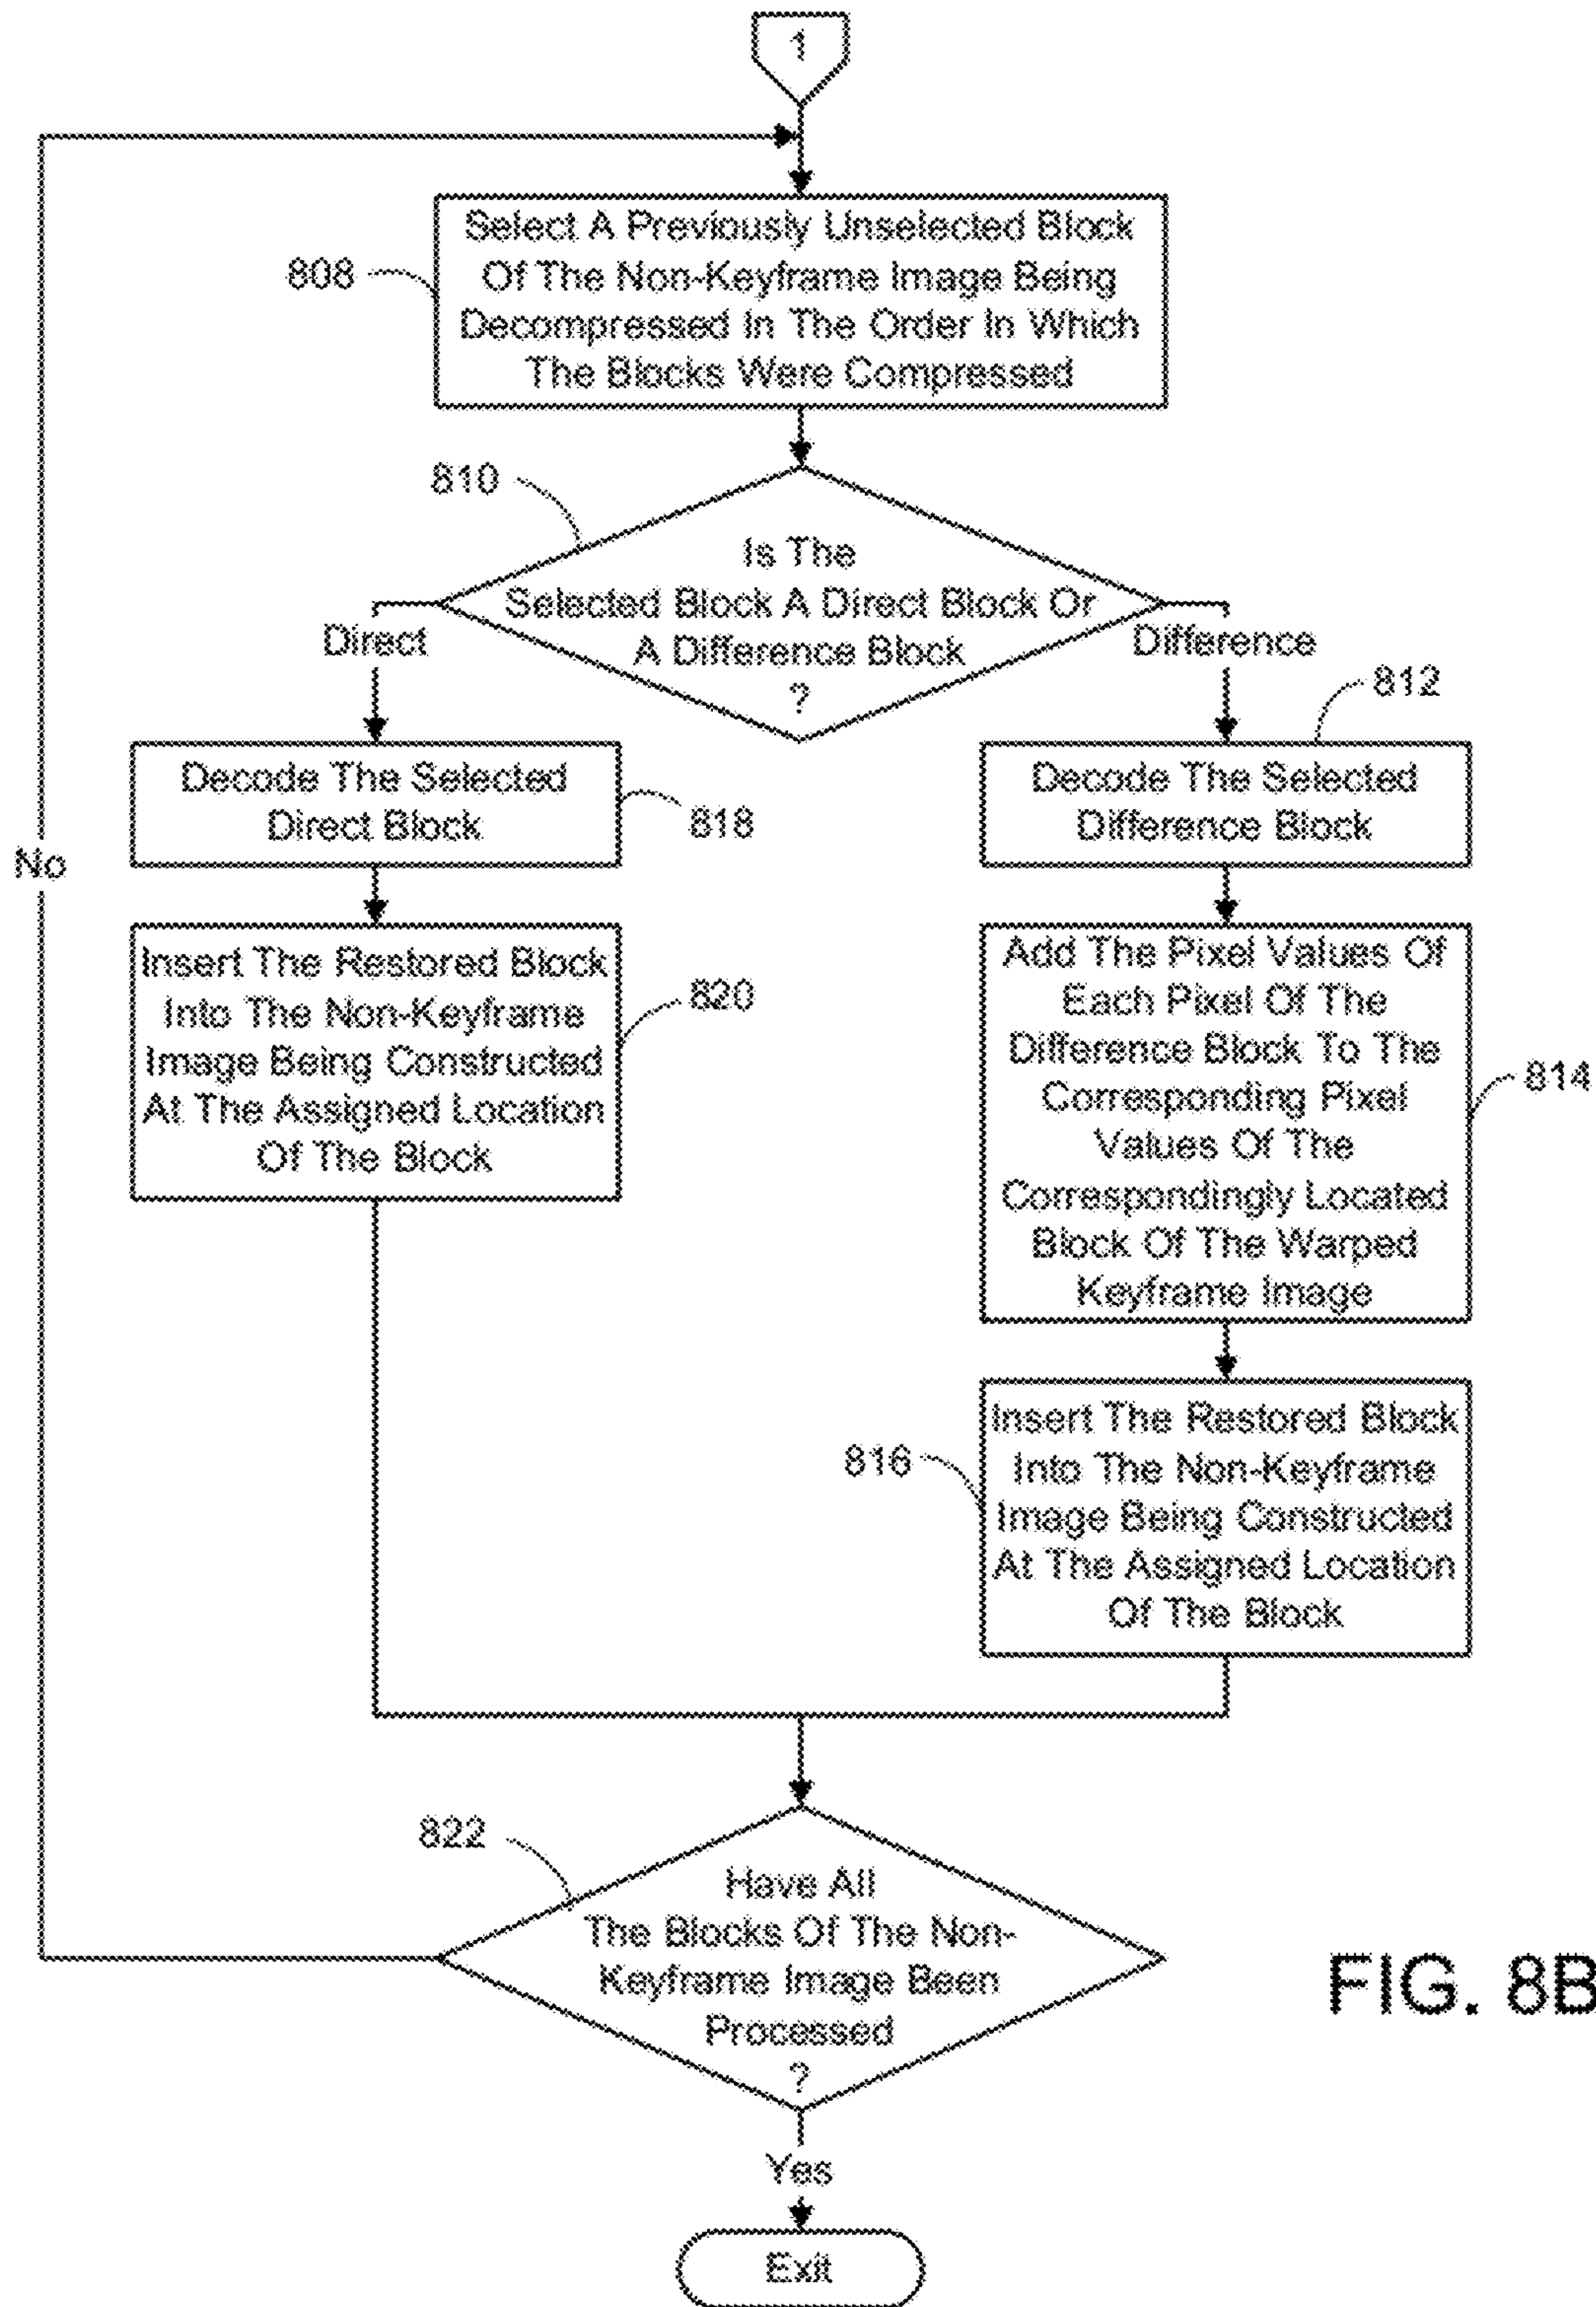 1
Select A Previously Unselected Block
Of The Non-Keyframe Image Being
Decompressed In The Order In Which
The Blocks Were Compressed
808
810
Is The
Selected Block A Direct Block Or
A Difference Block
?
Direct
Difference
812
Decode The Selected
Direct Block
818
Decode The Selected
Difference Block
No
Insert The Restored Block
Into The Non-Keyframe
Image Being Constructed
At The Assigned Location
Of The Block
820
Add The Pixel Values Of
Each Pixel Of The
Difference Block To The
Corresponding Pixel
Values Of The
Correspondingly Located
Block Of The Warped
Keyframe Image
814
Insert The Restored Block
Into The Non-Keyframe
Image Being Constructed
At The Assigned Location
Of The Block
816
822
Have All
The Blocks Of The Non-
Keyframe Image Been
Processed
?
Yes
Exit
FIG. 8B